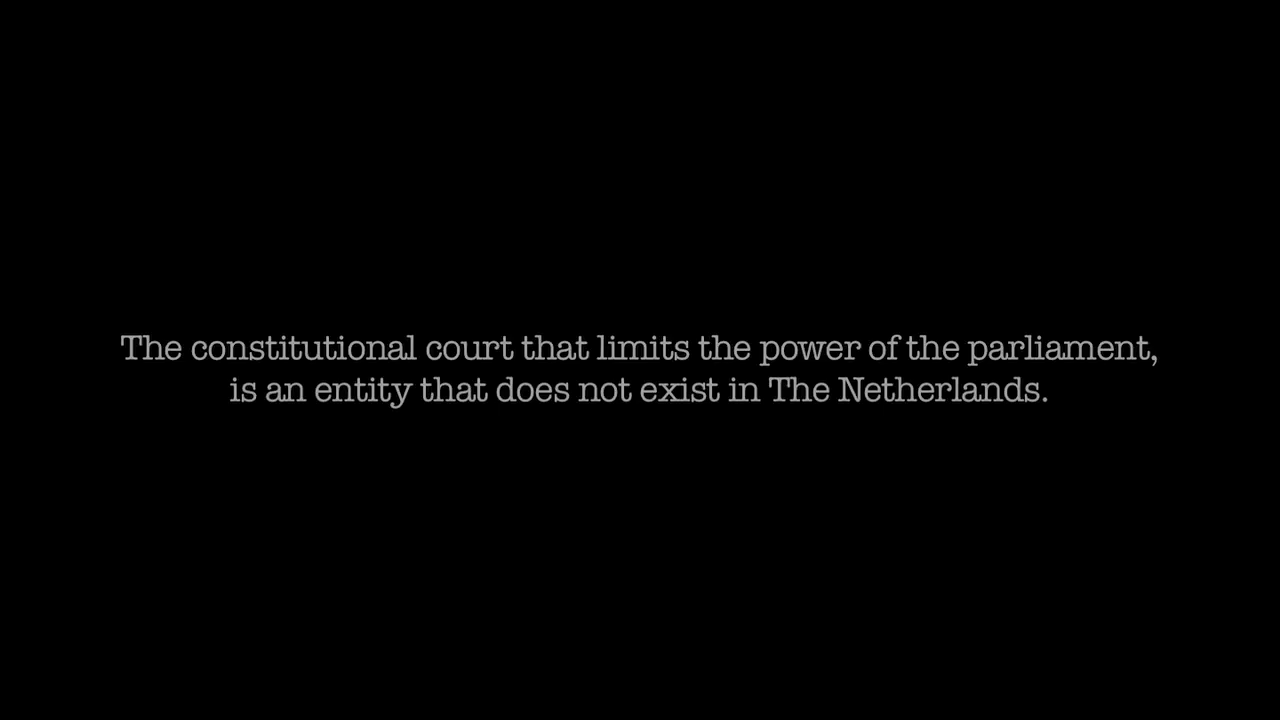 The constitutional court that limits the power of the parliament,
is an entity that does not exist in The Netherlands.